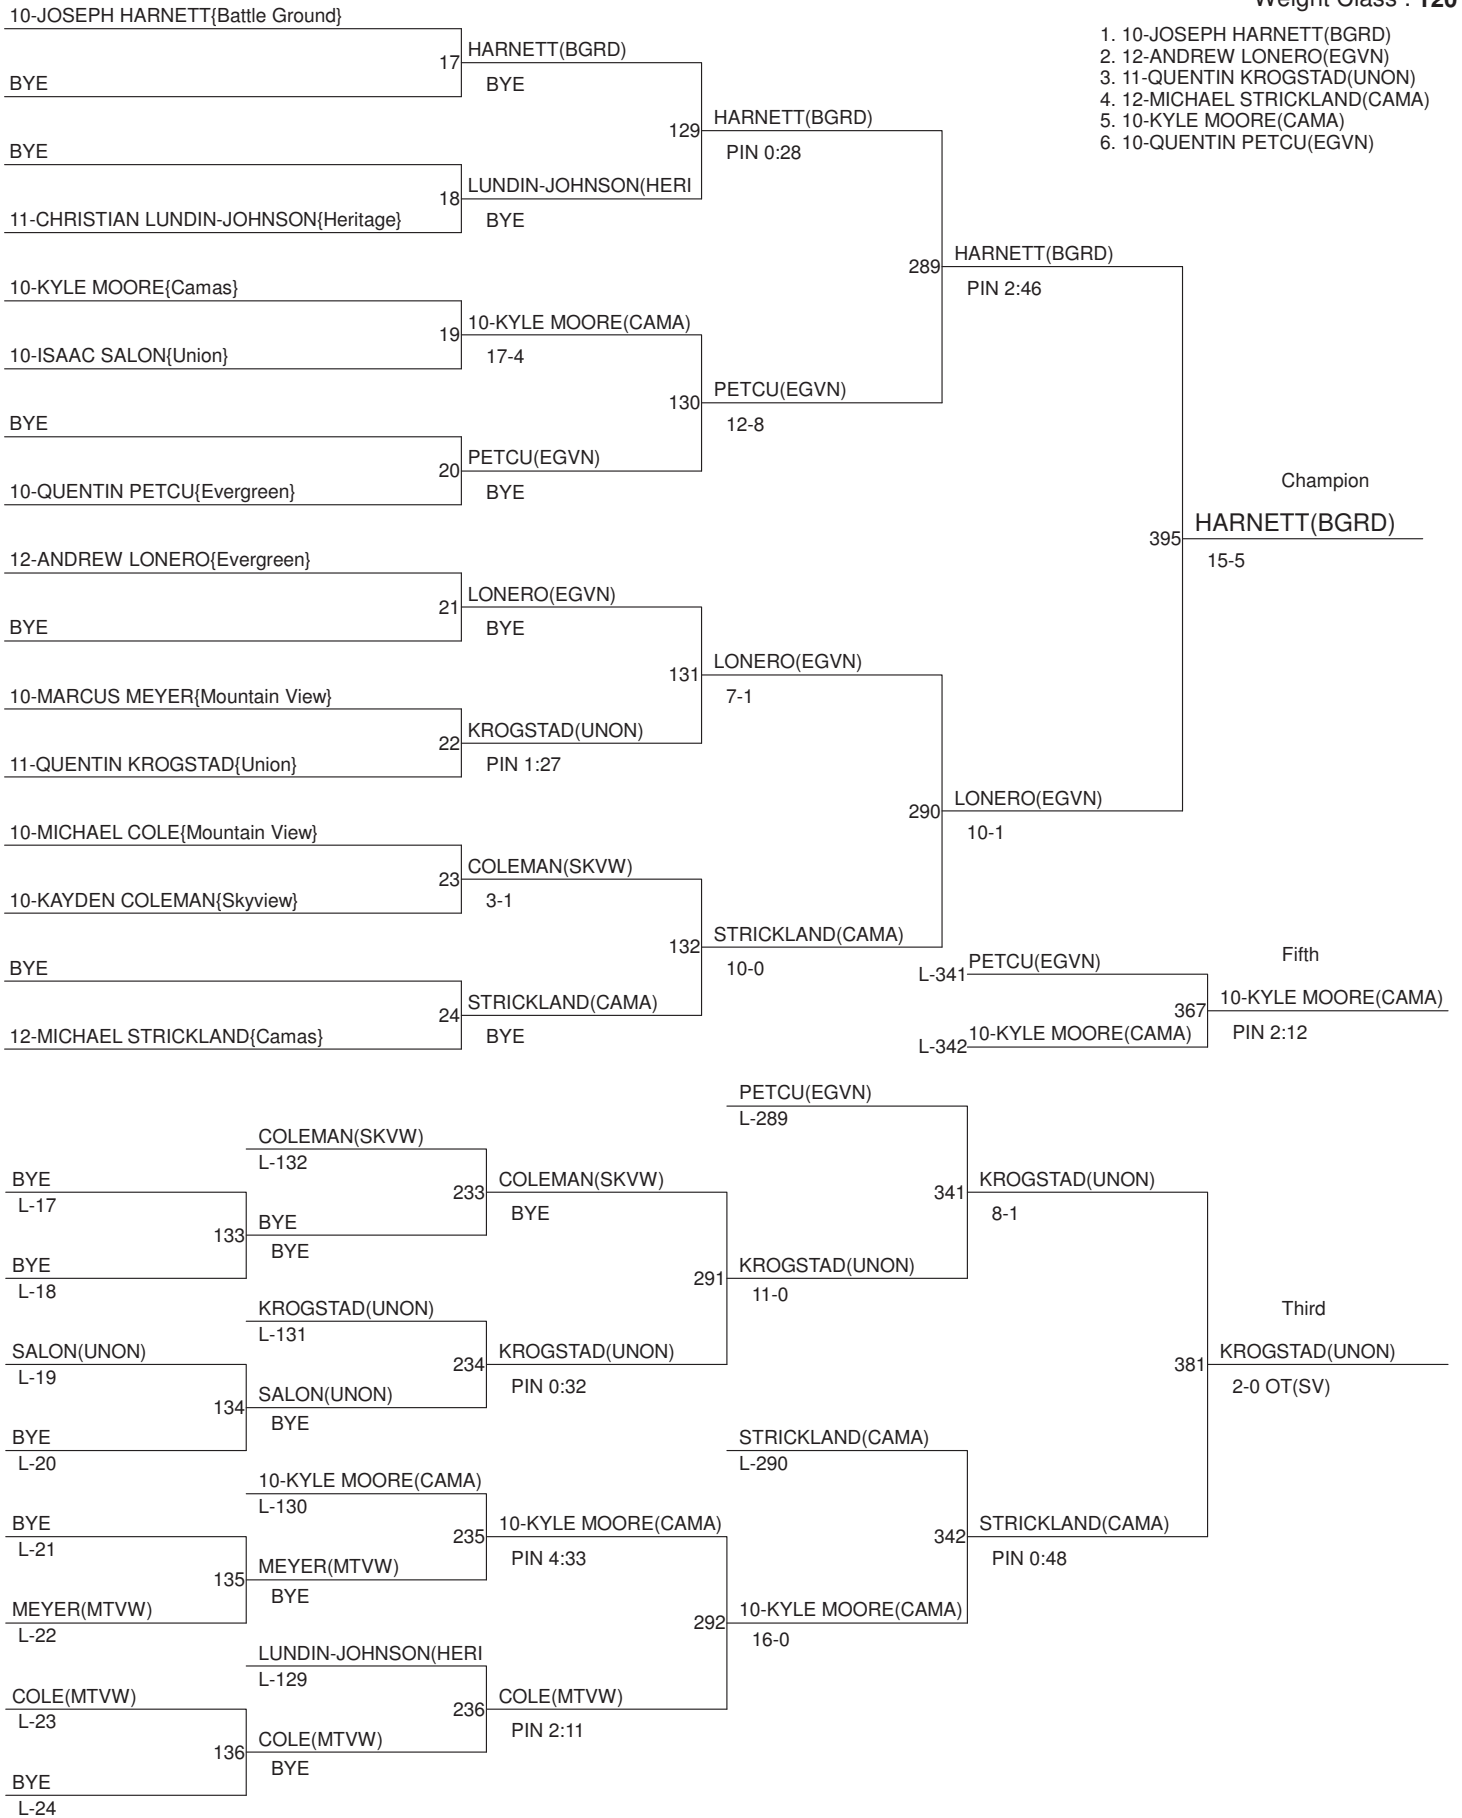 Weight Class : 120
1. 10-JOSEPH HARNETT(BGRD)
2. 12-ANDREW LONERO(EGVN)
3. 11-QUENTIN KROGSTAD(UNON)
4. 12-MICHAEL STRICKLAND(CAMA)
5. 10-KYLE MOORE(CAMA)
6. 10-QUENTIN PETCU(EGVN)
10-JOSEPH HARNETT{Battle Ground}
17
HARNETT(BGRD)
BYE
BYE
129
HARNETT(BGRD)
PIN 0:28
BYE
18
LUNDIN-JOHNSON(HERI
11-CHRISTIAN LUNDIN-JOHNSON{Heritage}
BYE
289
HARNETT(BGRD)
PIN 2:46
10-KYLE MOORE{Camas}
19
10-KYLE MOORE(CAMA)
10-ISAAC SALON{Union}
17-4
130
PETCU(EGVN)
12-8
BYE
20
PETCU(EGVN)
10-QUENTIN PETCU{Evergreen}
BYE
Champion
395
HARNETT(BGRD)
15-5
12-ANDREW LONERO{Evergreen}
21
LONERO(EGVN)
BYE
BYE
131
LONERO(EGVN)
7-1
10-MARCUS MEYER{Mountain View}
22
KROGSTAD(UNON)
11-QUENTIN KROGSTAD{Union}
PIN 1:27
290
LONERO(EGVN)
10-1
10-MICHAEL COLE{Mountain View}
23
COLEMAN(SKVW)
10-KAYDEN COLEMAN{Skyview}
3-1
132
STRICKLAND(CAMA)
10-0
BYE
24
STRICKLAND(CAMA)
12-MICHAEL STRICKLAND{Camas}
BYE
Fifth
L-341
PETCU(EGVN)
367
10-KYLE MOORE(CAMA)
PIN 2:12
L-342
10-KYLE MOORE(CAMA)
PETCU(EGVN)
L-289
COLEMAN(SKVW)
L-132
BYE
L-17
133
BYE
BYE
BYE
L-18
233
COLEMAN(SKVW)
BYE
341
KROGSTAD(UNON)
8-1
291
KROGSTAD(UNON)
11-0
KROGSTAD(UNON)
L-131
SALON(UNON)
L-19
134
SALON(UNON)
BYE
BYE
L-20
234
KROGSTAD(UNON)
PIN 0:32
Third
381
KROGSTAD(UNON)
2-0 OT(SV)
STRICKLAND(CAMA)
L-290
10-KYLE MOORE(CAMA)
L-130
BYE
L-21
135
MEYER(MTVW)
BYE
MEYER(MTVW)
L-22
235
10-KYLE MOORE(CAMA)
PIN 4:33
342
STRICKLAND(CAMA)
PIN 0:48
292
10-KYLE MOORE(CAMA)
16-0
LUNDIN-JOHNSON(HERI
L-129
COLE(MTVW)
L-23
136
COLE(MTVW)
BYE
BYE
L-24
236
COLE(MTVW)
PIN 2:11